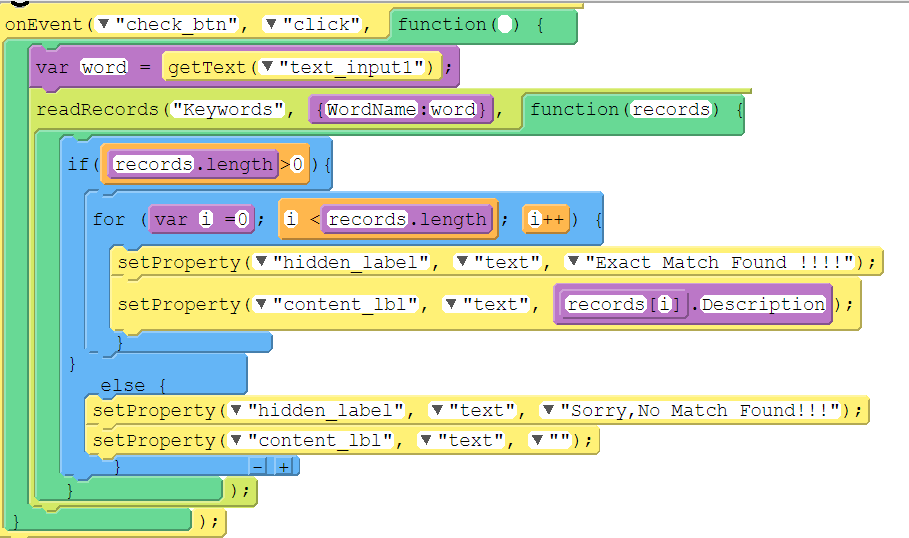 onEvent(▼"check_btn", ▼"click", function( ) {
var word = getText(▼"text_input1");
readRecords("Keywords", {WordName:word}, function(records) {
if(records.length>0){
for (var i =0; i <records.length; i++) {
setProperty(▼"hidden_label", ▼"text", ▼"Exact Match Found !!!!");
setProperty(▼"content_lbl", ▼"text", records[i].Description);
}
}
else {
setProperty(▼"hidden_label", ▼"text", ▼"Sorry,No Match Found!!!");
setProperty(▼"content_lbl", ▼"text", ▼"");
} - +
} );
} );